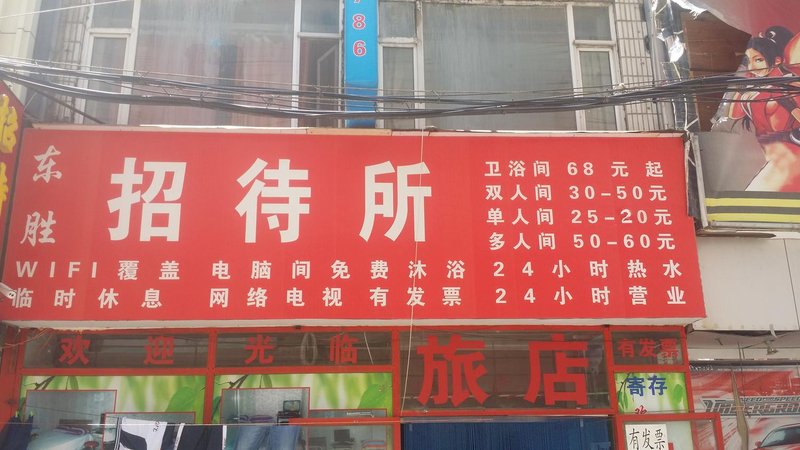 786
东胜
招待所
卫浴间 68 元 起
双人间 30-50元
单人间 25-20元
多人间 50-60元
WIFI覆盖 电脑间免费沐浴 24小时热水
临时休息 网络电视 有发票 24小时营业
欢迎光临
旅店
有发票
寄存
有发票